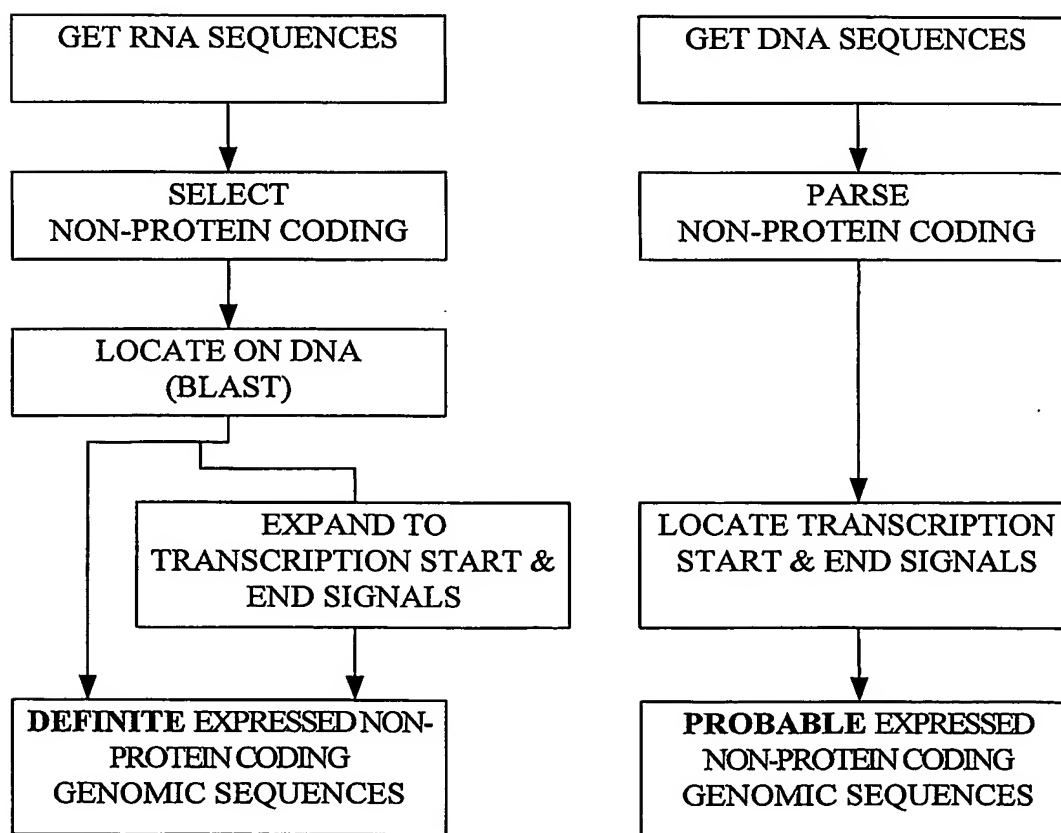 GET RNA SEQUENCES
SELECT
NON-PROTEIN CODING
LOCATE ON DNA
(BLAST)
EXPAND TO
TRANSCRIPTION START &
END SIGNALS
DEFINITE EXPRESSED NON-
PROTEIN CODING
GENOMIC SEQUENCES
GET DNA SEQUENCES
PARSE
NON-PROTEIN CODING
LOCATE TRANSCRIPTION
START & END SIGNALS
PROBABLE EXPRESSED
NON-PROTEIN CODING
GENOMIC SEQUENCES